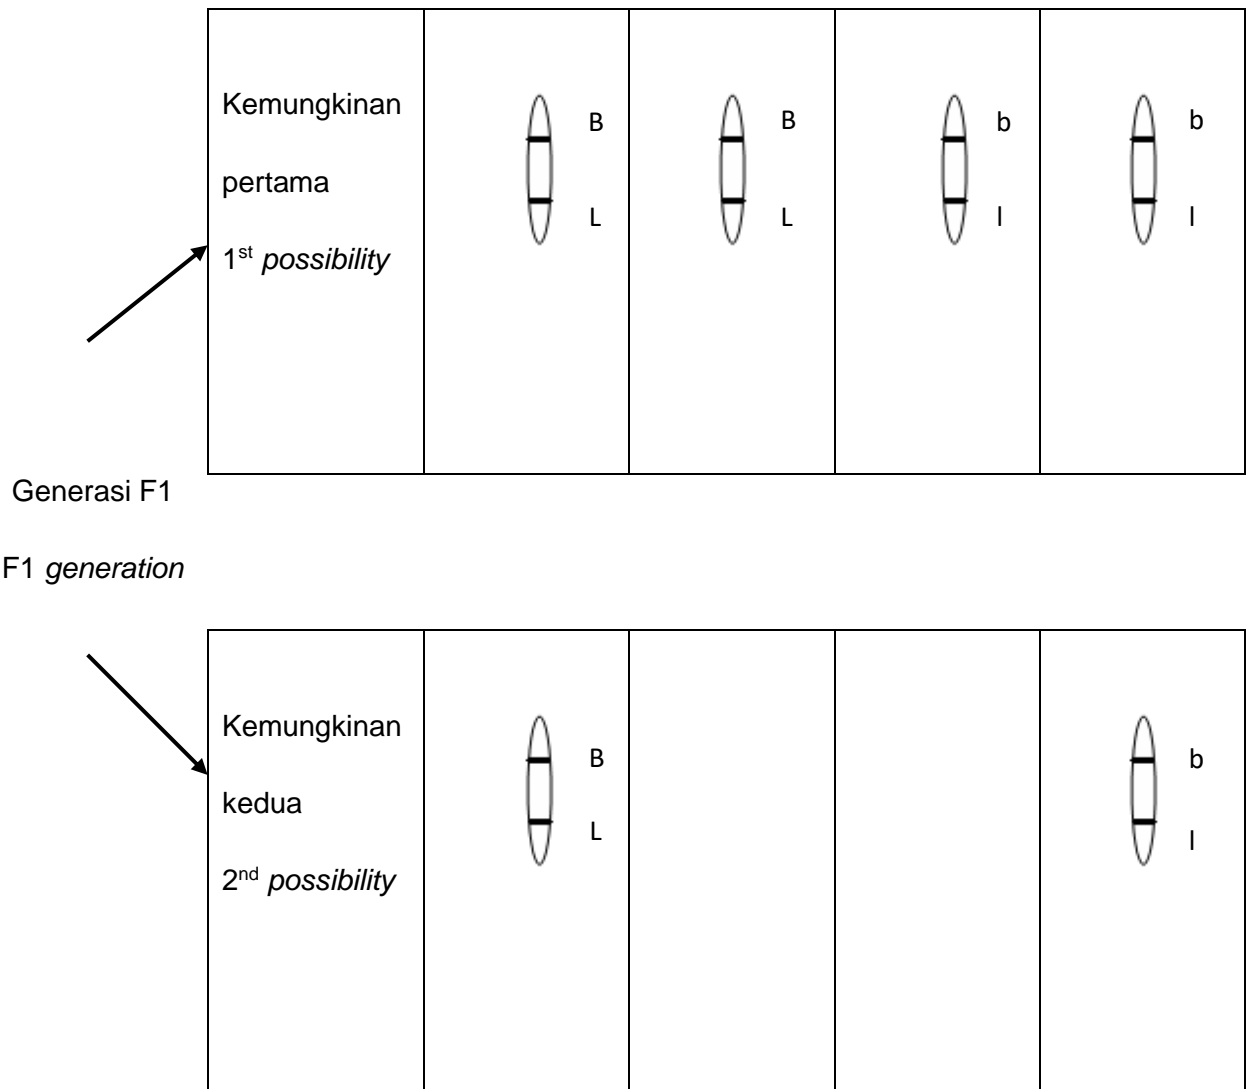 Kemungkinan
pertama
1st possibility
B
L
B
L
b
l
b
l
Generasi F1
F1 generation
Kemungkinan
kedua
2nd possibility
B
L
b
l